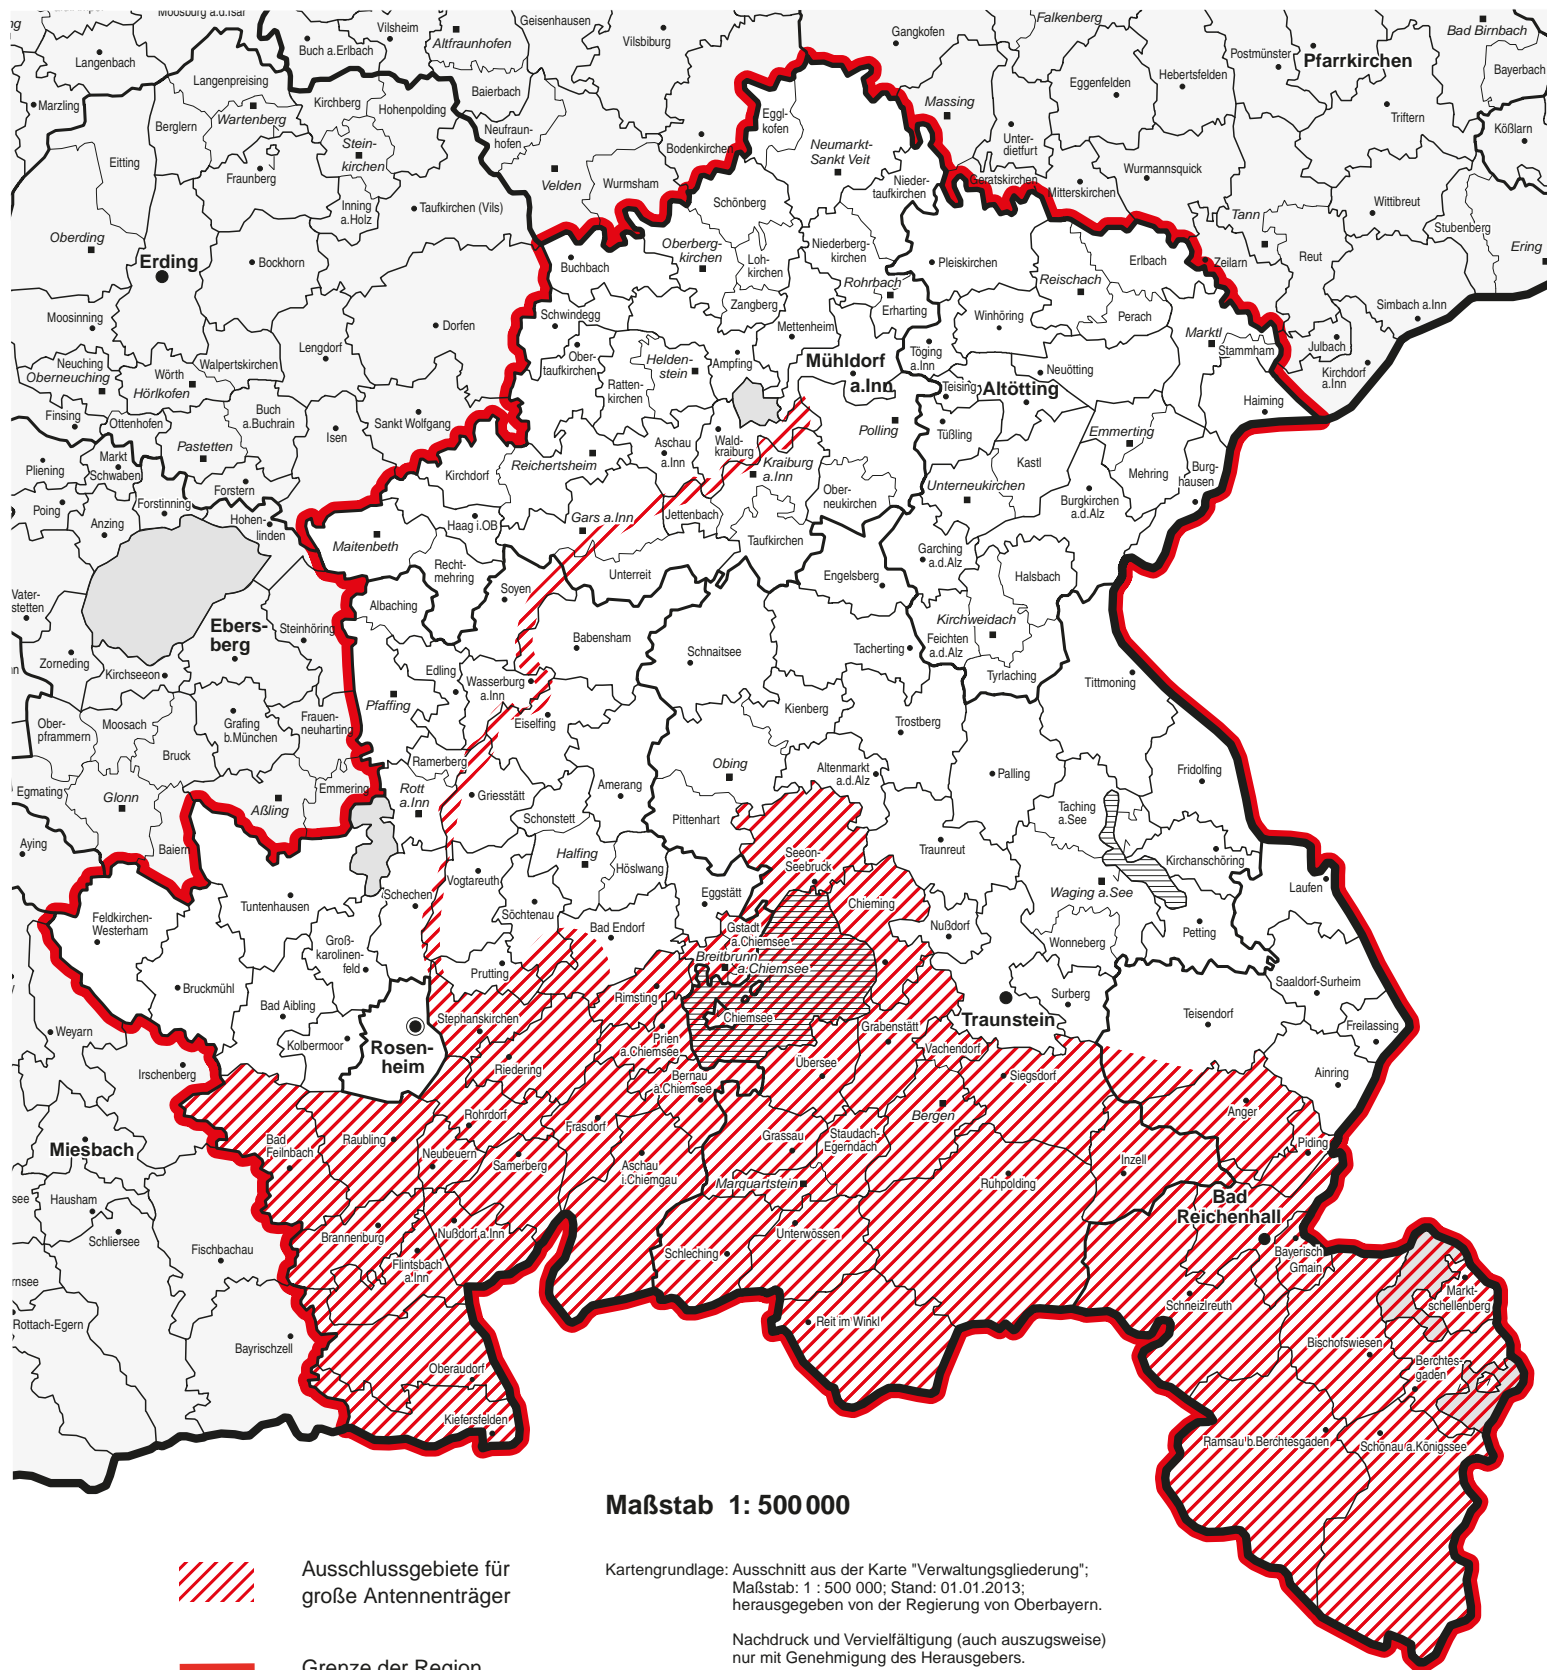 Moosburg a.d.Isar
Vilsheim
Geisenhausen
Falkenberg
Buch a.Erlbach
Altfraunhofen
Vilsbiburg
Gangkofen
Bad Birnbach
Langenbach
Postmünster
Pfarrkirchen
Bayerbach
Langenpreising
Baierbach
Eggenfelden
Hebertsfelden
Marzling
Wartenberg
Kirchberg
Hohenpolding
Massing
Triftern
Berglern
Neufraun-
hofen
Eggl-
kofen
Unter-
dietfurt
Kößlarn
Stein-
kirchen
Bodenkirchen
Neumarkt-
Sankt Veit
Eitting
Fraunberg
Velden
Wurmsham
Nieder-
taufkirchen
Geratskirchen
Mitterskirchen
Wurmannsquick
Inning
a.Holz
Taufkirchen (Vils)
Schönberg
Tann
Wittibreut
Stubenberg
Oberding
Oberberg-
kirchen
Niederberg-
kirchen
Ering
Erding
Bockhorn
Buchbach
Loh-
kirchen
Pleiskirchen
Erlbach
Zeilarn
Reut
Reischach
Rohrbach
Zangberg
Erharting
Simbach a.Inn
Moosinning
Dorfen
Schwindegg
Mettenheim
Winhöring
Perach
Marktl
Stammham
Julbach
Neuching
Oberneuching
Wörth
Hörlkofen
Walpertskirchen
Lengdorf
Ober-
taufkirchen
Helden-
stein
Ampfing
Mühldorf
a.Inn
Töging
a.Inn
Neuötting
Kirchdorf
a.Inn
Ratten-
kirchen
Teising
Altötting
Finsing
Ottenhofen
Buch
a.Buchrain
Isen
Sankt Wolfgang
Haiming
Pastetten
Aschau
a.Inn
Wald-
kraiburg
Polling
Tüßling
Emmerting
Pliening
Markt
Schwaben
Kirchdorf
Reichertsheim
Kraiburg
a.Inn
Kastl
Mehring
Burg-
hausen
Forstern
Unterneukirchen
Poing
Forstinning
Ober-
neukirchen
Burgkirchen
a.d.Alz
Anzing
Hohen-
linden
Haag i.OB
Gars a.Inn
Jettenbach
Maitenbeth
Taufkirchen
Garching
a.d.Alz
Recht-
mehring
Unterreit
Engelsberg
Halsbach
Vater-
stetten
Albaching
Soyen
Ebers-
berg
Steinhöring
Babensham
Kirchweidach
Feichten
a.d.Alz
Zorneding
Schnaitsee
Tacherting
Kirchseeon
Edling
Wasserburg
a.Inn
Tyrlaching
Tittmoning
Pfaffing
Ober-
pframmern
Moosach
Grafing
b.München
Frauen-
neuharting
Eiselfing
Kienberg
Trostberg
Bruck
Ramerberg
Obing
Altenmarkt
a.d.Alz
Palling
Fridolfing
Egmating
Glonn
Aßling
Emmering
Rott
a.Inn
Griesstätt
Amerang
Taching
a.See
Schonstett
Pittenhart
Aying
Baiern
Halfing
Höslwang
Seeon-
Seebruck
Traunreut
Kirchanschöring
Vogtareuth
Eggstätt
Waging a.See
Laufen
Feldkirchen-
Westerham
Tuntenhausen
Schechen
Söchtenau
Chieming
Nußdorf
Petting
Groß-
karolinen-
feld
Bad Endorf
Gstadt
a.Chiemsee
Breitbrunn
a.Chiemsee
Wonneberg
Prutting
Bruckmühl
Bad Aibling
Rimsting
Surberg
Saaldorf-Surheim
Stephanskirchen
Chiemsee
Traunstein
Teisendorf
Freilassing
Weyarn
Kolbermoor
Rosen-
heim
Prien
a.Chiemsee
Grabenstätt
Vachendorf
Irschenberg
Riedering
Bernau
a.Chiemsee
Übersee
Siegsdorf
Ainring
Miesbach
Bad
Feilnbach
Raubling
Rohrdorf
Frasdorf
Bergen
Anger
Neubeuern
Samerberg
Aschau
i.Chiemgau
Grassau
Staudach-
Egerndach
Piding
Marquartstein
Ruhpolding
Inzell
Hausham
Bad
Reichenhall
Schliersee
Fischbachau
Brannenburg
Nußdorf a.Inn
Unterwössen
Schleching
Bayerisch
Gmain
Flintsbach
a.Inn
Schneizlreuth
Markt-
schellenberg
Rottach-Egern
Bayrischzell
Reit im Winkl
Bischofswiesen
Oberaudorf
Berchtes-
gaden
Kiefersfelden
Ramsau b.Berchtesgaden
Schönau a.Königssee
Maßstab 1: 500 000
Ausschlussgebiete für
große Antennenträger
Kartengrundlage: Ausschnitt aus der Karte "Verwaltungsgliederung";
Maßstab: 1 : 500 000; Stand: 01.01.2013;
herausgegeben von der Regierung von Oberbayern.
Nachdruck und Vervielfältigung (auch auszugsweise)
nur mit Genehmigung des Herausgebers.
Grenze der Region